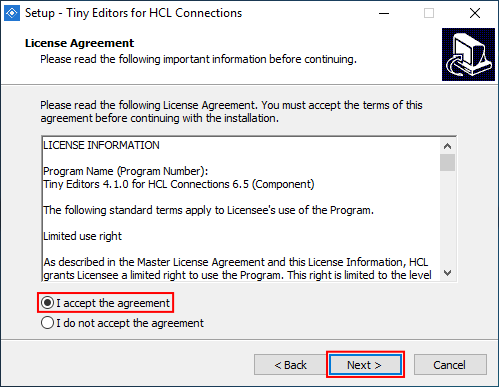 Setup - Tiny Editors for HCL Connections
License Agreement
Please read the following important information before continuing.
Please read the following License Agreement. You must accept the terms of this
agreement before continuing with the installation.
LICENSE INFORMATION
Program Name (Program Number):
Tiny Editors 4.1.0 for HCL Connections 6.5 (Component)
The following standard terms apply to Licensee's use of the Program.
Limited use right
As described in the Master License Agreement and this License Information, HCL
grants Licensee a limited right to use the Program. This right is limited to the level
I accept the agreement
I do not accept the agreement
< Back
Next >
Cancel